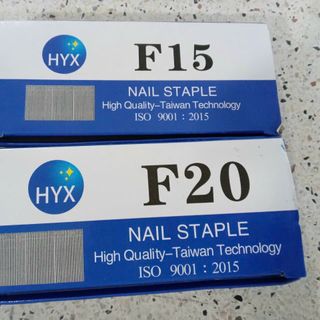 HYX
F15
NAIL STAPLE
High Quality–Taiwan Technology
ISO 9001：2015
HYX
F20
NAIL STAPLE
High Quality–Taiwan Technology
ISO 9001：2015